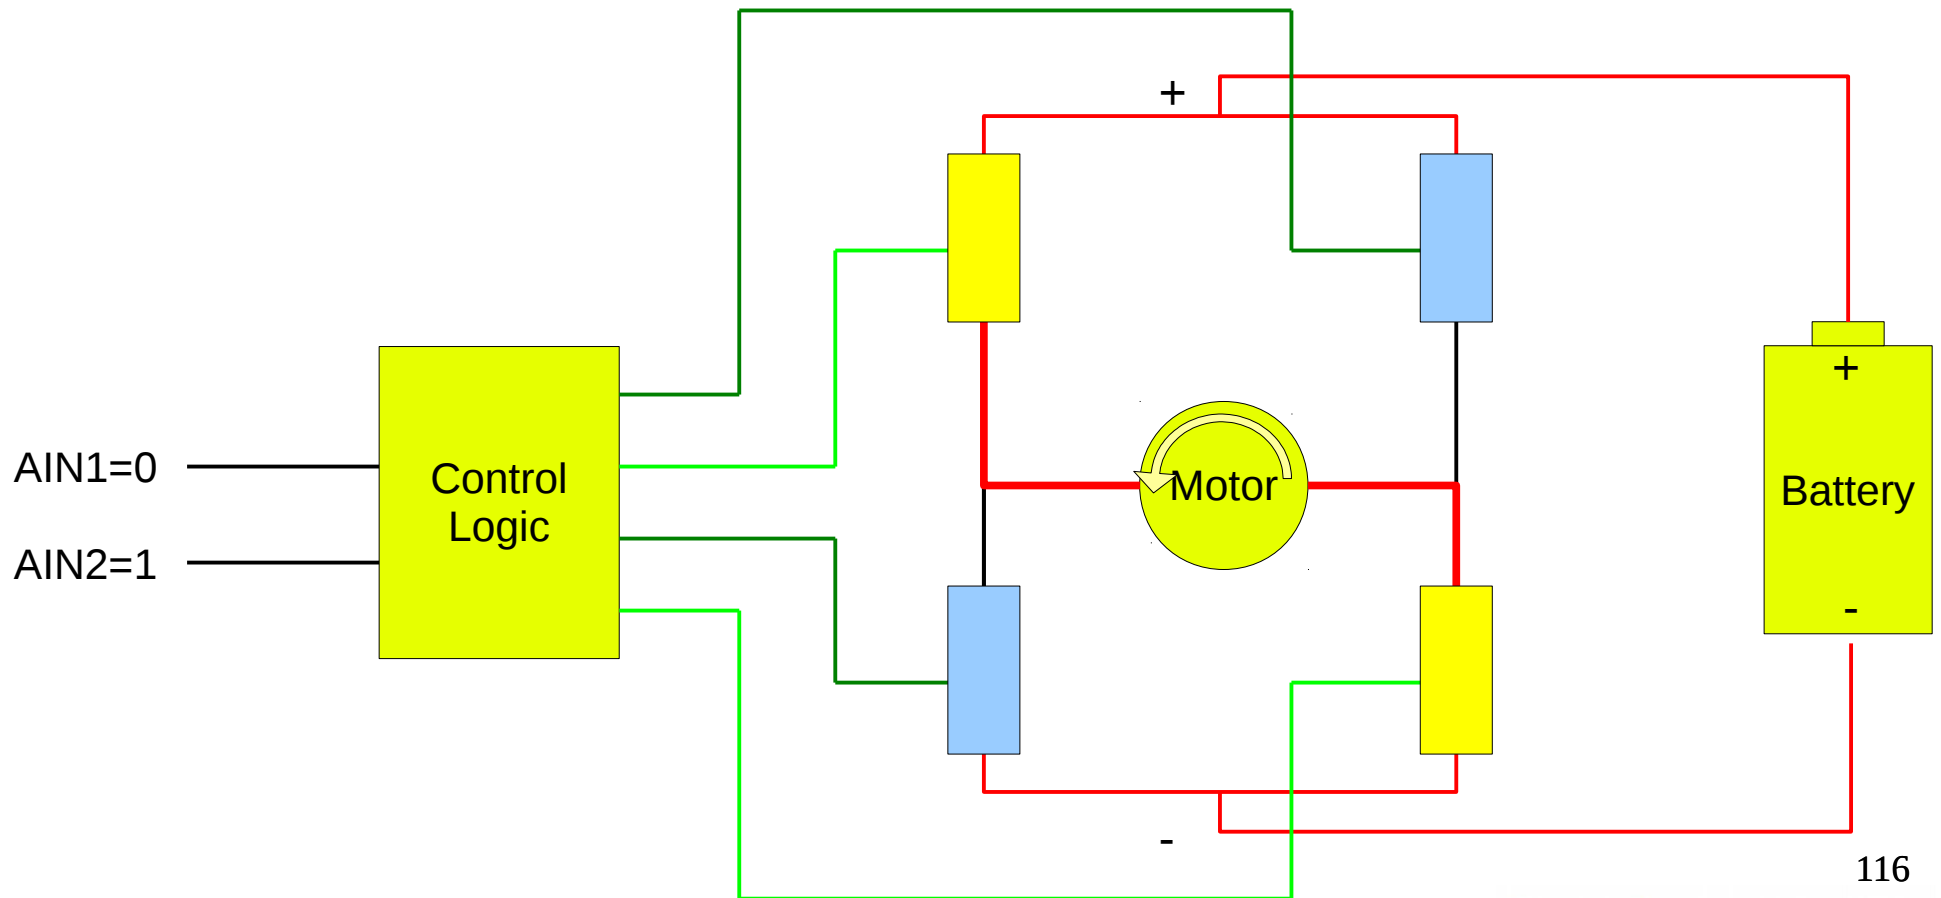 +
+
AIN1=0
Control
Logic
Motor
Battery
AIN2=1
-
-
116